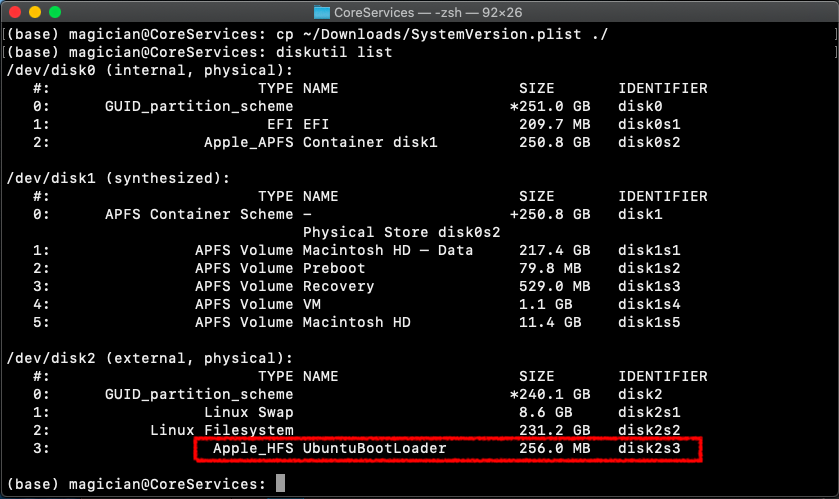 CoreServices — -zsh — 92×26
(base) magician@CoreServices: cp ~/Downloads/SystemVersion.plist ./
(base) magician@CoreServices: diskutil list
/dev/disk0 (internal, physical):
   #:                       TYPE NAME                    SIZE       IDENTIFIER
   0:      GUID_partition_scheme                        *251.0 GB   disk0
   1:                        EFI EFI                     209.7 MB   disk0s1
   2:                 Apple_APFS Container disk1         250.8 GB   disk0s2
/dev/disk1 (synthesized):
   #:                       TYPE NAME                    SIZE       IDENTIFIER
   0:      APFS Container Scheme -                      +250.8 GB   disk1
                                 Physical Store disk0s2
   1:                APFS Volume Macintosh HD — Data     217.4 GB   disk1s1
   2:                APFS Volume Preboot                 79.8 MB    disk1s2
   3:                APFS Volume Recovery                529.0 MB   disk1s3
   4:                APFS Volume VM                      1.1 GB     disk1s4
   5:                APFS Volume Macintosh HD            11.4 GB    disk1s5
/dev/disk2 (external, physical):
   #:                       TYPE NAME                    SIZE       IDENTIFIER
   0:      GUID_partition_scheme                        *240.1 GB   disk2
   1:                 Linux Swap                         8.6 GB     disk2s1
   2:           Linux Filesystem                         231.2 GB   disk2s2
   3:                  Apple_HFS UbuntuBootLoader        256.0 MB   disk2s3
(base) magician@CoreServices: